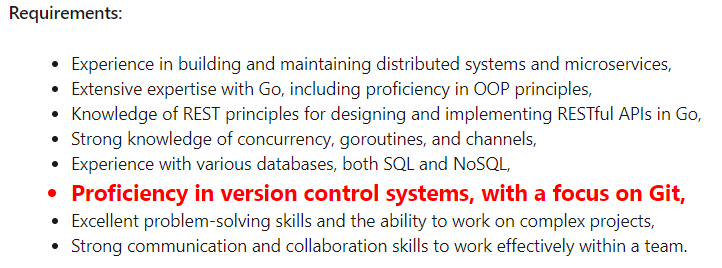 Requirements:
• Experience in building and maintaining distributed systems and microservices,
• Extensive expertise with Go, including proficiency in OOP principles,
• Knowledge of REST principles for designing and implementing RESTful APIs in Go,
• Strong knowledge of concurrency, goroutines, and channels,
• Experience with various databases, both SQL and NoSQL,
• Proficiency in version control systems, with a focus on Git,
• Excellent problem-solving skills and the ability to work on complex projects,
• Strong communication and collaboration skills to work effectively within a team.